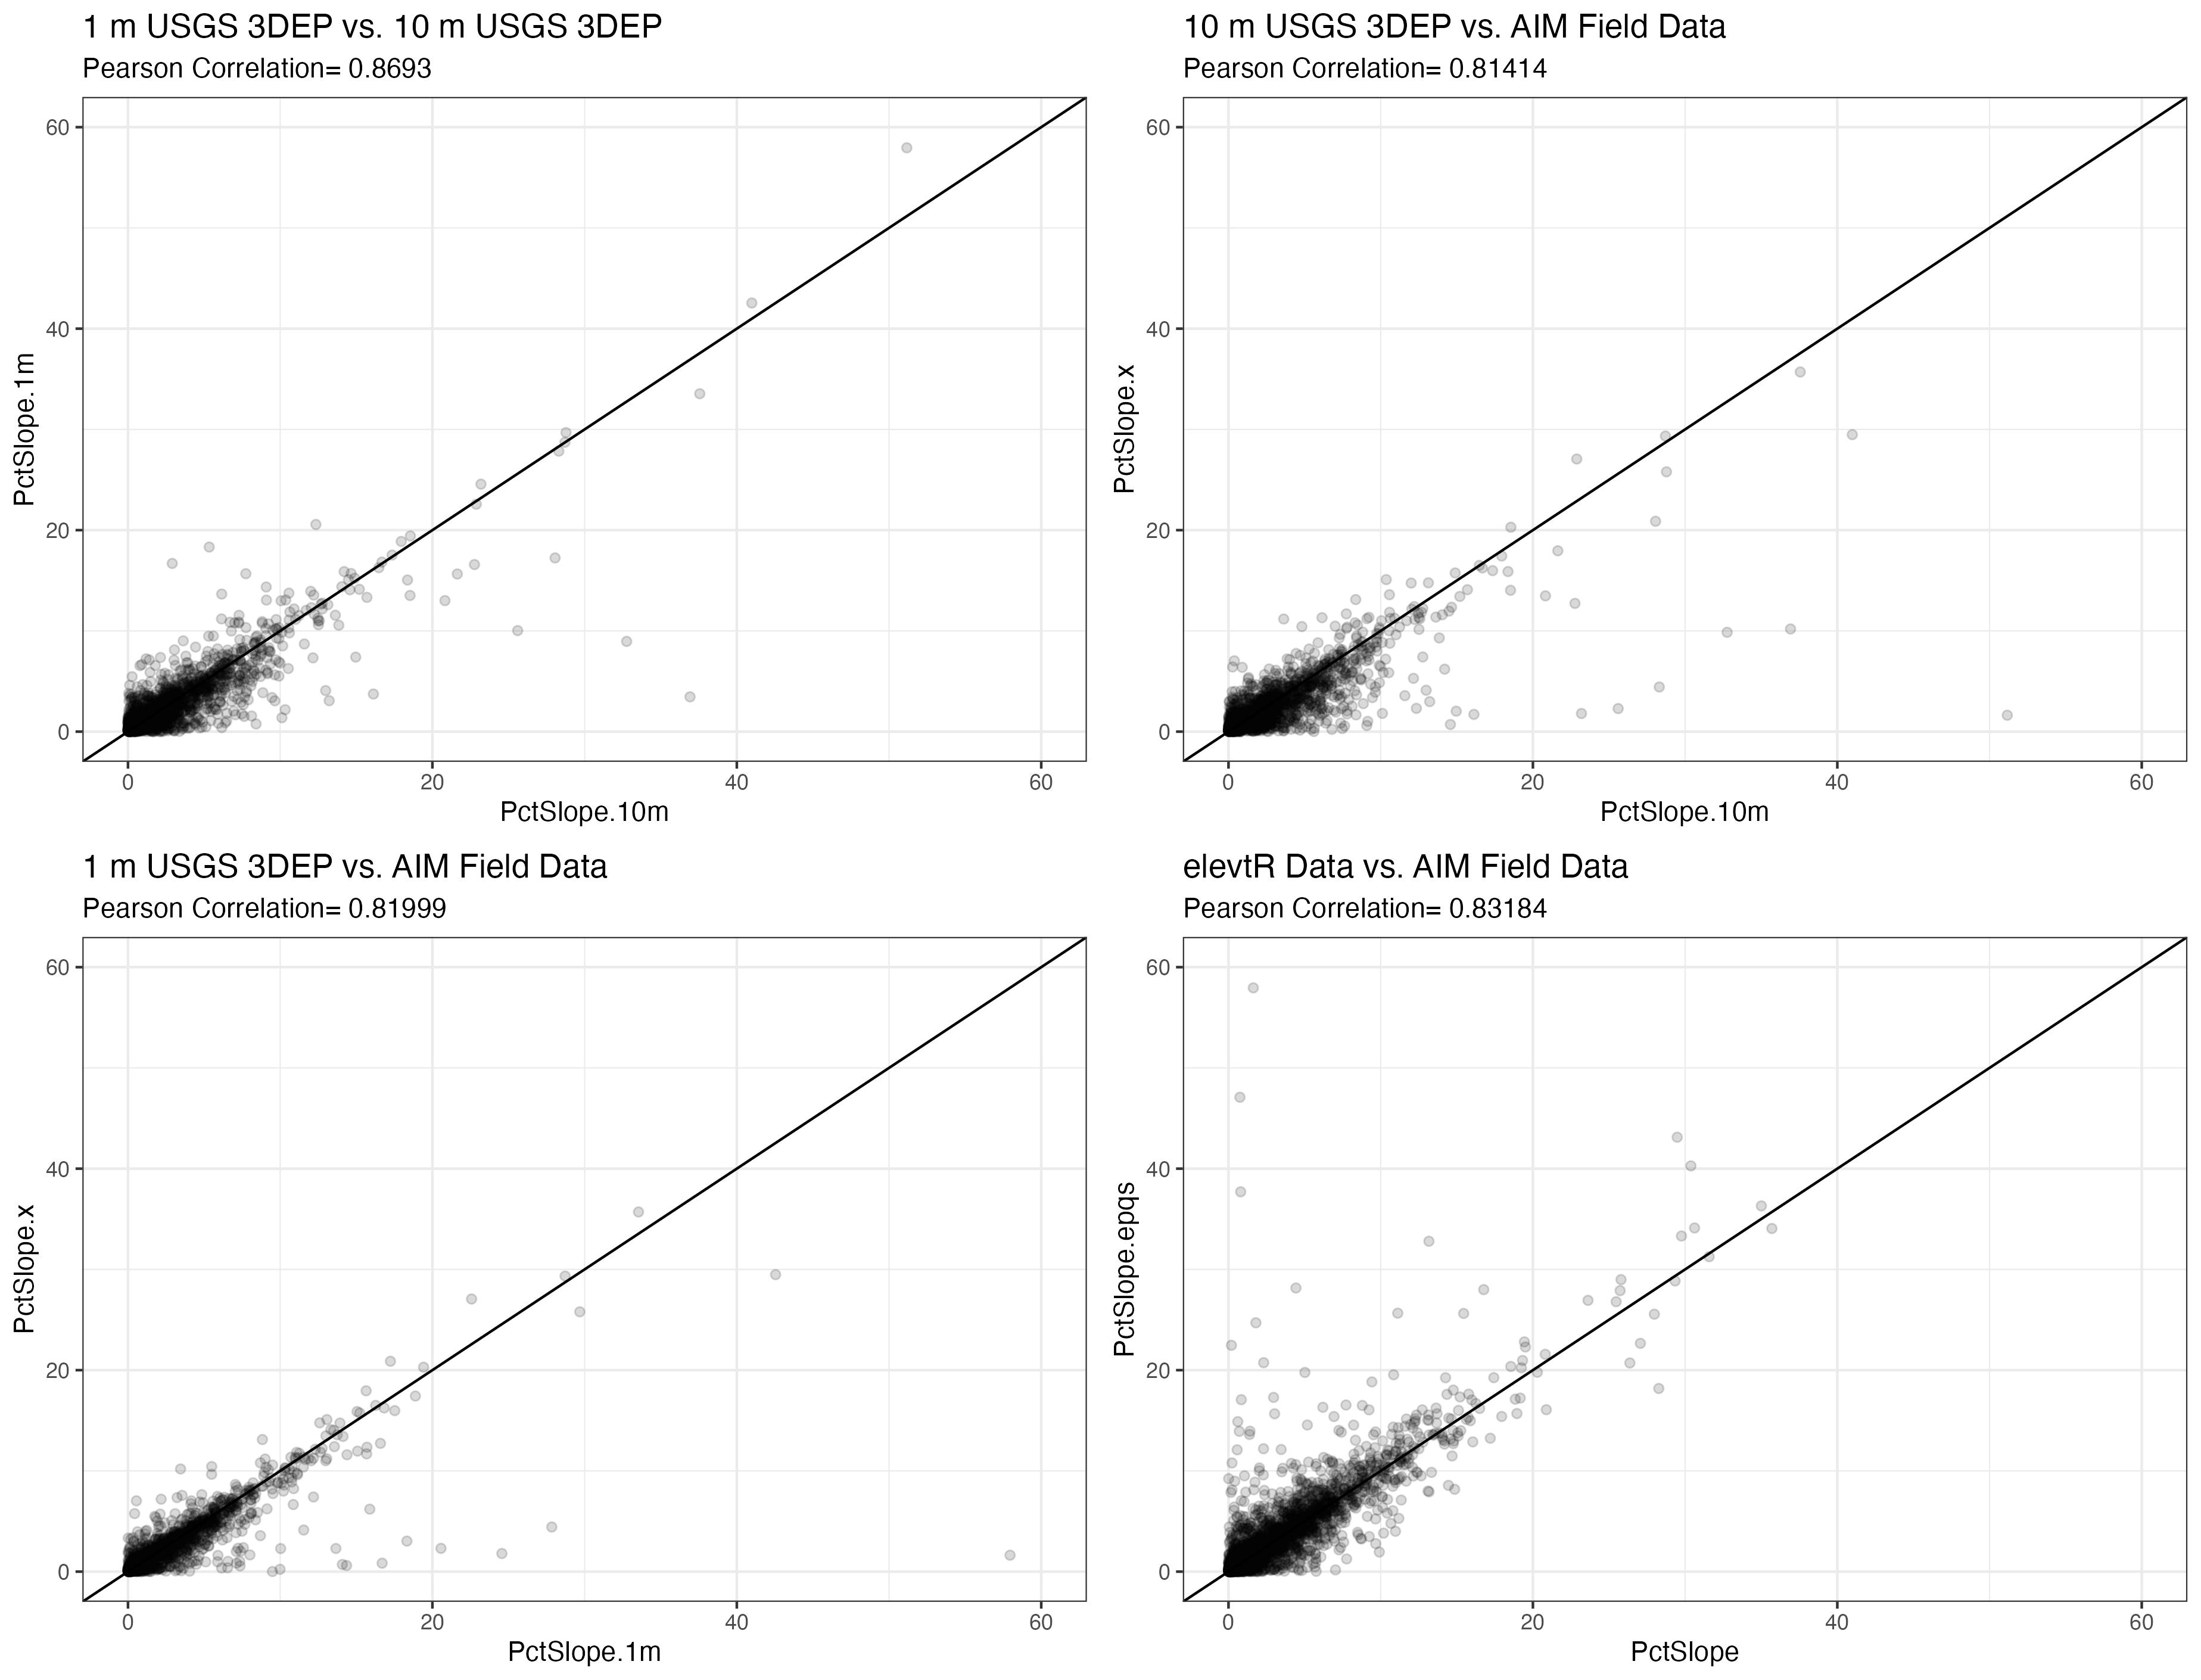 1 m USGS 3DEP vs. 10 m USGS 3DEP
Pearson Correlation= 0.8693
60
40
20
0
PctSlope.1m
0 20 40 60
PctSlope.10m
10 m USGS 3DEP vs. AIM Field Data
Pearson Correlation= 0.81414
60
40
20
0
PctSlope.x
0 20 40 60
PctSlope.10m
1 m USGS 3DEP vs. AIM Field Data
Pearson Correlation= 0.81999
60
40
20
0
PctSlope.x
0 20 40 60
PctSlope.1m
elevtR Data vs. AIM Field Data
Pearson Correlation= 0.83184
60
40
20
0
PctSlope.epqs
0 20 40 60
PctSlope